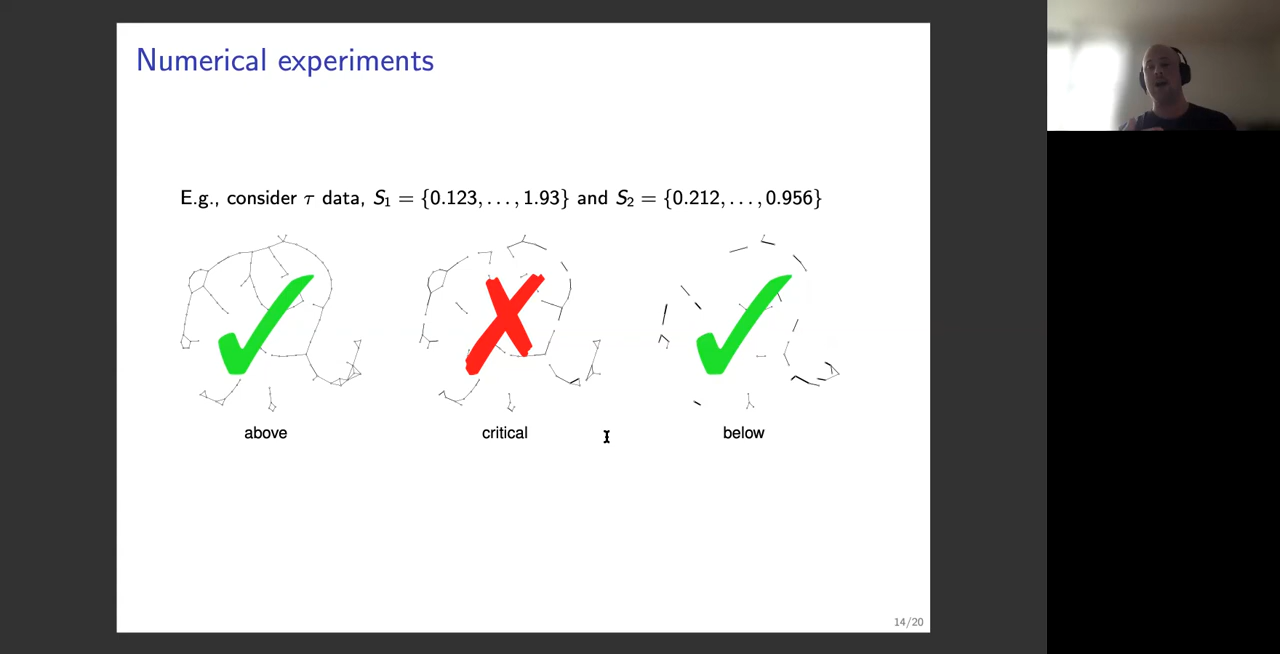 Numerical experiments
E.g., consider τ data, S₁ = {0.123, . . . , 1.93} and S₂ = {0.212, . . . , 0.956}
above
critical
below
14/20